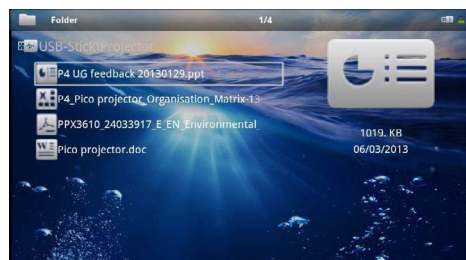 Folder
1/4
USB-Stick\Projector
P4 UG feedback 20130129.ppt
P4_Pico projector_Organisation_Matrix-13
PPX3610_24033917_E_EN_Environmental
Pico projector.doc
1019. KB
06/03/2013